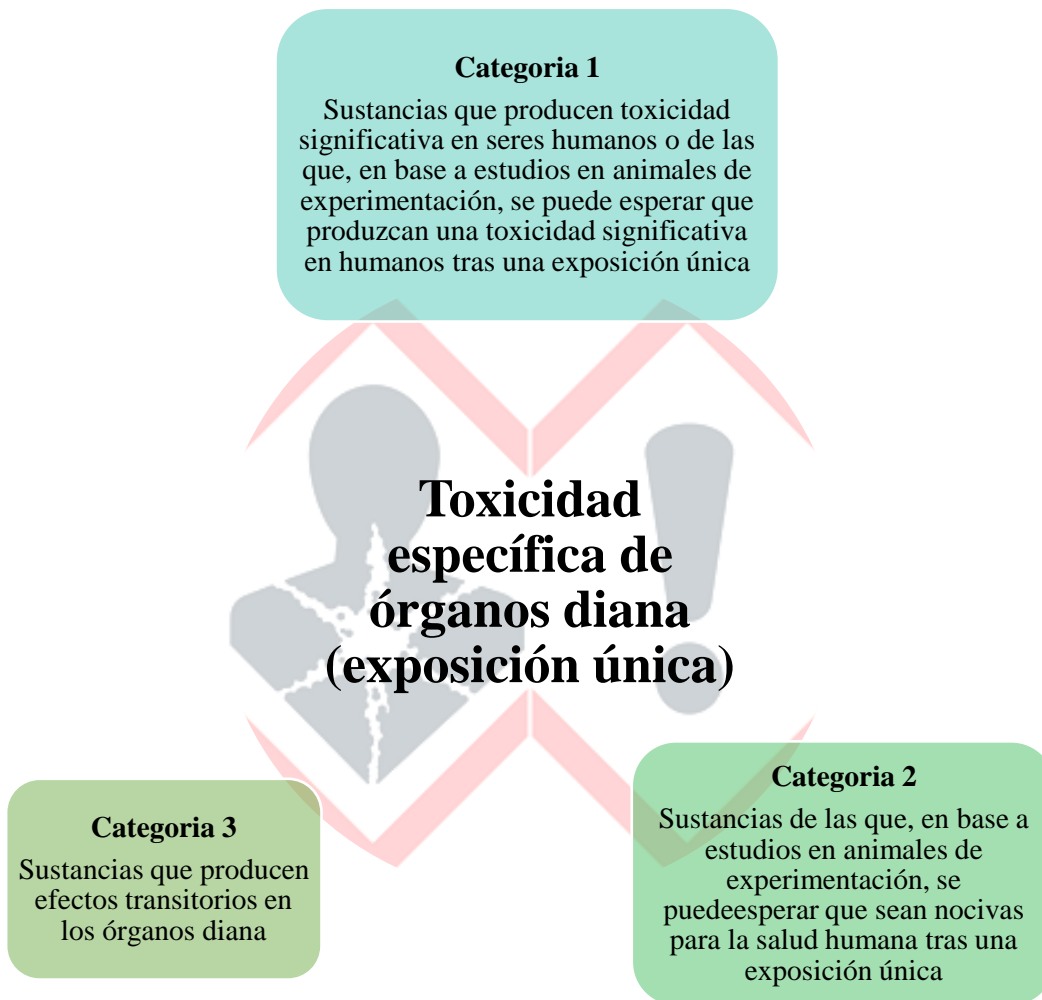 Categoria 1
Sustancias que producen toxicidad
significativa en seres humanos o de las
que, en base a estudios en animales de
experimentación, se puede esperar que
produzcan una toxicidad significativa
en humanos tras una exposición única
Toxicidad
específica de
órganos diana
(exposición única)
Categoria 2
Sustancias de las que, en base a
estudios en animales de
experimentación, se
puedeesperar que sean nocivas
para la salud humana tras una
exposición única
Categoria 3
Sustancias que producen
efectos transitorios en
los órganos diana